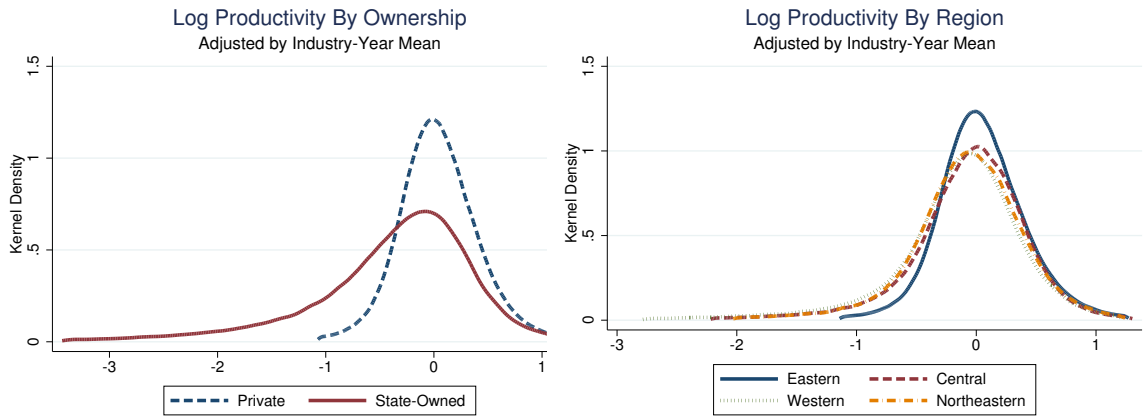 Log Productivity By Ownership
Adjusted by Industry-Year Mean
Kernel Density
1.5
1
.5
0
-3 -2 -1 0 1
Private State-Owned
Log Productivity By Region
Adjusted by Industry-Year Mean
Kernel Density
1.5
1
.5
0
-3 -2 -1 0 1
Eastern Central
Western Northeastern